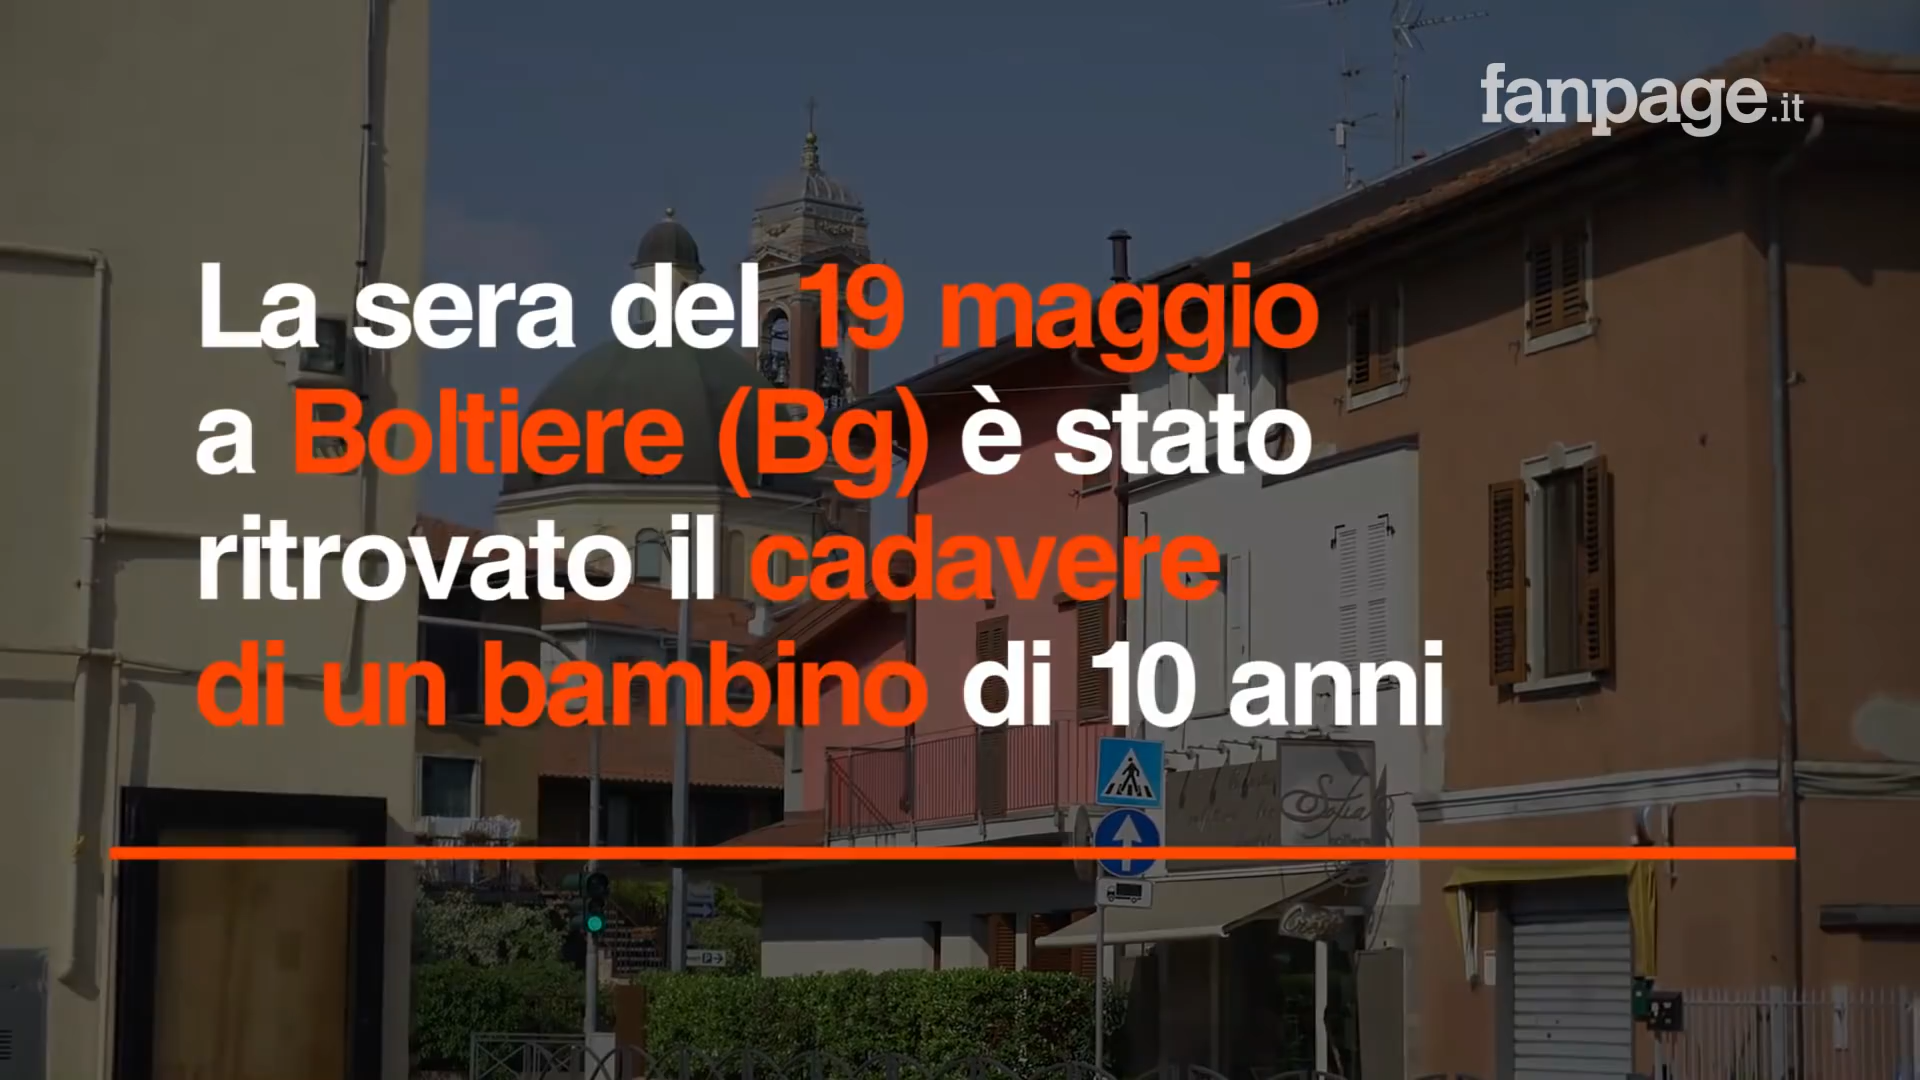 fanpage.it
La sera del 19 maggio
a Boltiere (Bg) è stato
ritrovato il cadavere
di un bambino di 10 anni
Sofia
P